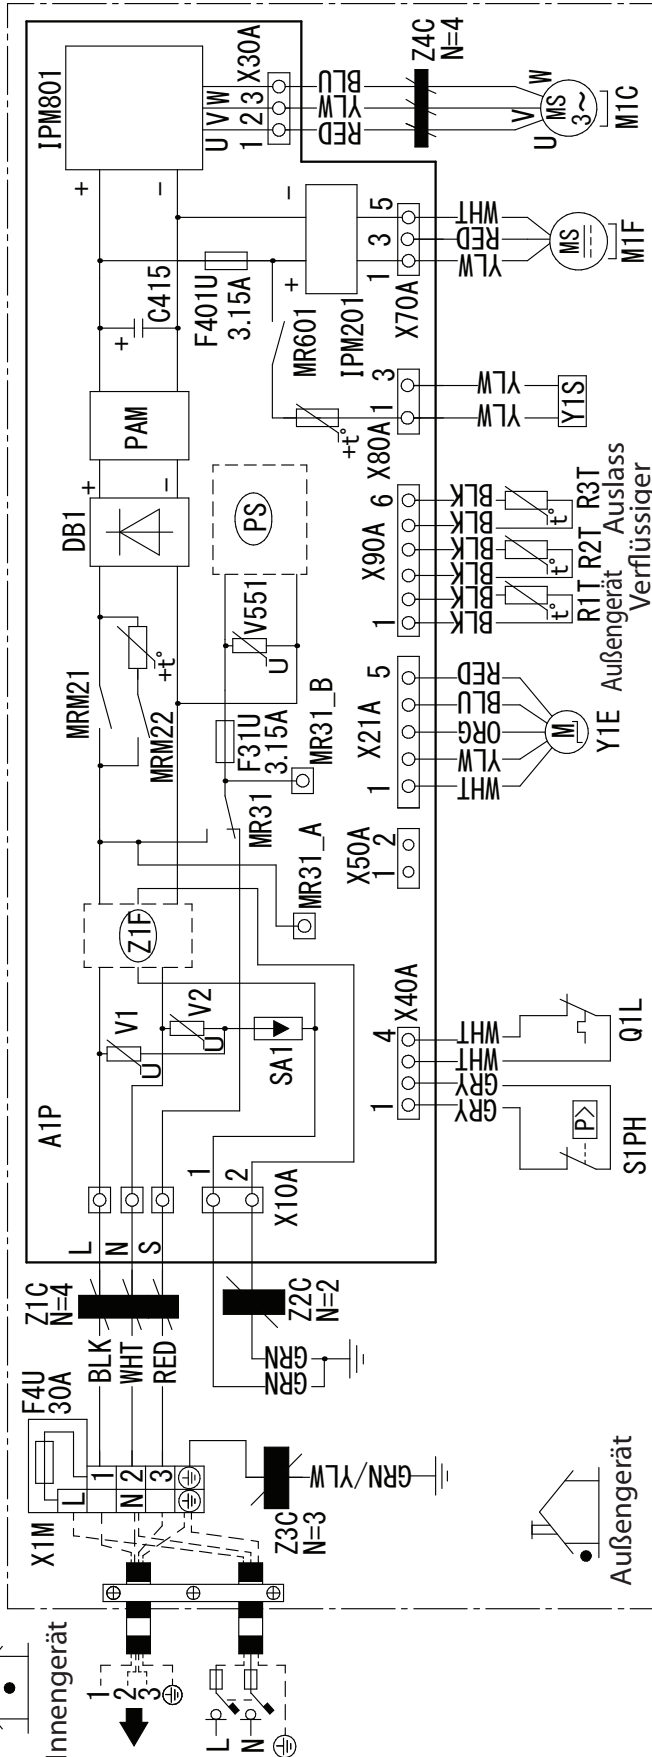 Innengerät
1
2
3
L
N
Außengerät
X1M
F4U
30A
L
N
1
2
3
Z1C
N=4
BLK
WHT
RED
L
N
S
Z3C
N=3
GRN/YLW
Z2C
N=2
GRN
GRN
X10A
1
2
A1P
V1
U
V2
U
SA1
Z1F
MR31_A
MR31
MR31_B
F31U
3.15A
V551
U
PS
MRM21
MRM22
+t°
DB1
+
−
PAM
+
C415
+
−
IPM801
U V W
1 2 3
X30A
RED
YLW
BLU
Z4C
N=4
U
V
W
MS
3~
M1C
F401U
3.15A
MR601
+t°
+
−
IPM201
1 3 5
X70A
YLW
RED
WHT
MS
M1F
X80A
1 3
YLW
YLW
Y1S
X90A
1 6
BLK
BLK
BLK
BLK
BLK
BLK
t°
t°
t°
R1T
R2T
R3T
Außengerät
Auslass
Verflüssiger
X21A
1 5
WHT
YLW
ORG
BLU
RED
M
Y1E
X50A
1 2
X40A
1 4
GRY
GRY
WHT
WHT
P>
S1PH
Q1L